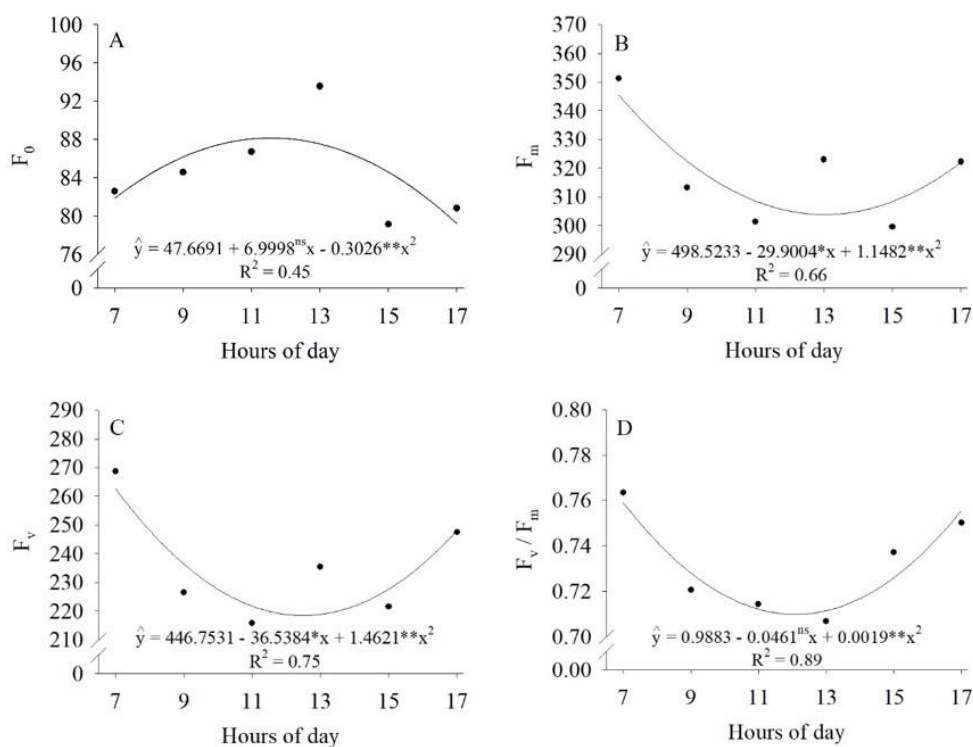 A
F₀
100
96
92
88
84
80
76
0
ŷ = 47.6691 + 6.9998ⁿˢx - 0.3026**x²
R² = 0.45
7 9 11 13 15 17
Hours of day
B
Fₘ
370
360
350
340
330
320
310
300
290
0
ŷ = 498.5233 - 29.9004*x + 1.1482**x²
R² = 0.66
7 9 11 13 15 17
Hours of day
C
Fᵥ
290
280
270
260
250
240
230
220
210
0
ŷ = 446.7531 - 36.5384*x + 1.4621**x²
R² = 0.75
7 9 11 13 15 17
Hours of day
D
Fᵥ / Fₘ
0.80
0.78
0.76
0.74
0.72
0.70
0.00
ŷ = 0.9883 - 0.0461ⁿˢx + 0.0019**x²
R² = 0.89
7 9 11 13 15 17
Hours of day